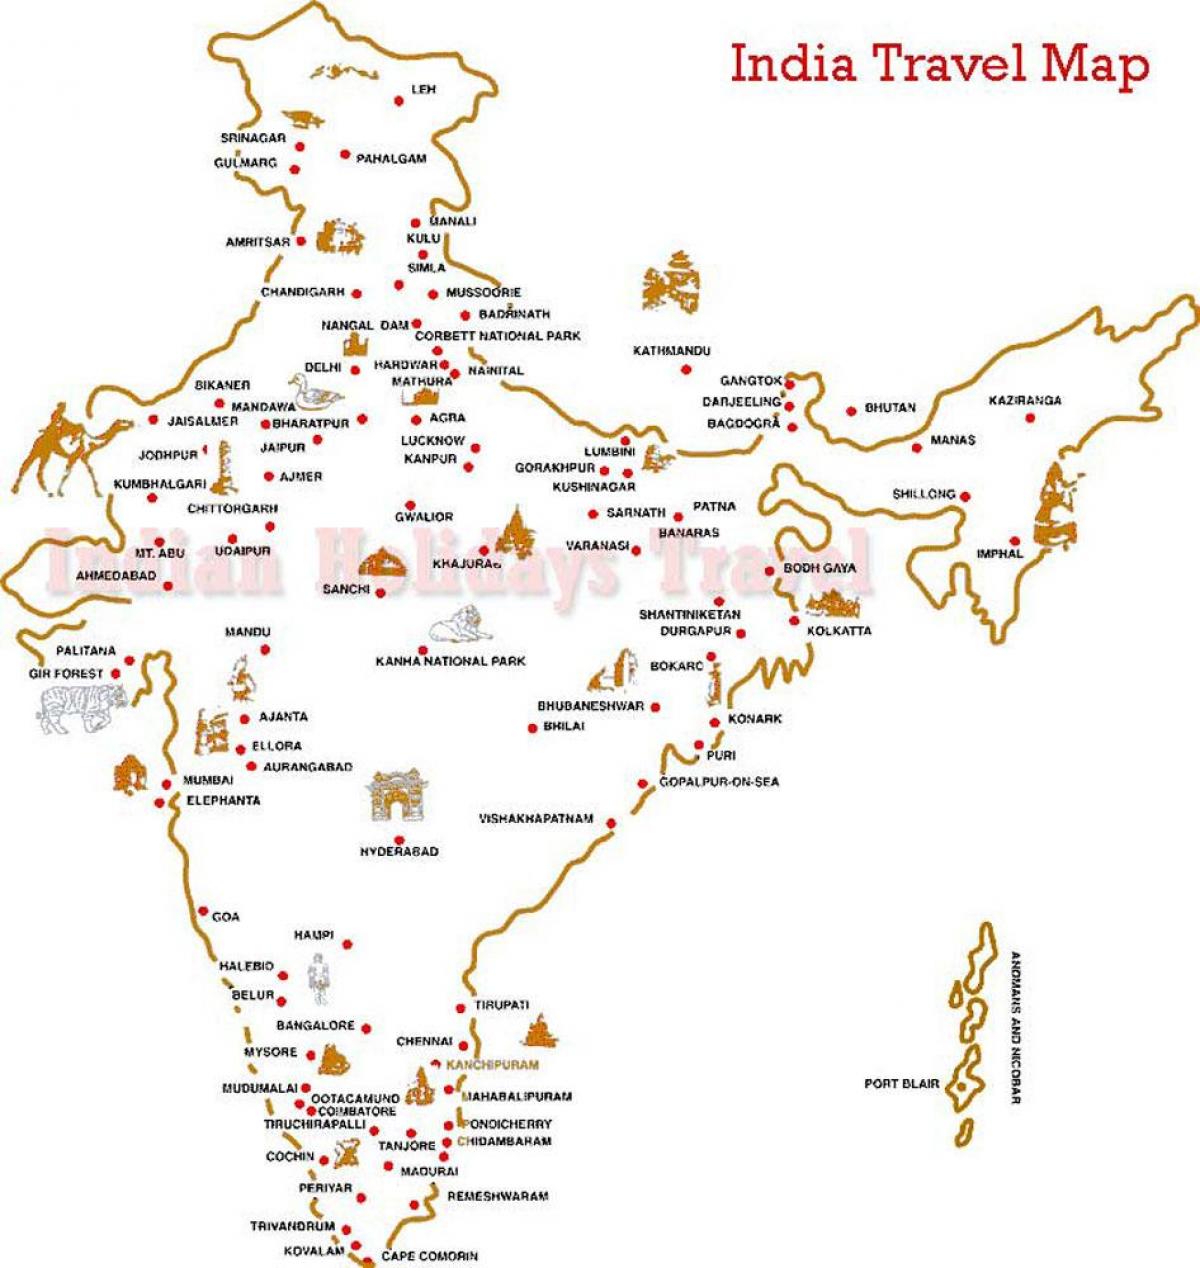 India Travel Map
LEH
SRINAGAR
GULMARG
PAHALGAM
MANALI
AMRITSAR
KULU
SIMLA
CHANDIGARH
MUSSOORIE
BADRINATH
NANGAL DAM
CORBETT NATIONAL PARK
KATHMANDU
DELHI
HARDWAR
NAINITAL
MATHURA
GANGTOK
BIKANER
DARJEELING
KAZIRANGA
MANDAWA
BHUTAN
JAISALMER
BHARATPUR
AGRA
BAGDOGRA
LUCKNOW
MANAS
JAIPUR
LUMBINI
JODHPUR
KANPUR
GORAKHPUR
AJMER
KUMBHALGARI
KUSHINAGAR
SHILLONG
CHITTORGARH
PATNA
GWALIOR
SARNATH
BANARAS
Indian Holidays Travel
MT. ABU
UDAIPUR
VARANASI
IMPHAL
KHAJURAO
AHMEDABAD
BODH GAYA
SANCHI
SHANTINIKETAN
MANDU
DURGAPUR
KOLKATTA
PALITANA
KANHA NATIONAL PARK
BOKARO
GIR FOREST
BHUBANESHWAR
AJANTA
BHILAI
KONARK
ELLORA
PURI
AURANGABAD
MUMBAI
GOPALPUR-ON-SEA
ELEPHANTA
VISHAKHAPATNAM
HYDERABAD
GOA
HAMPI
HALEBID
BELUR
TIRUPATI
ANDMANS AND NICOBAR
BANGALORE
CHENNAI
MYSORE
KANCHIPURAM
PORT BLAIR
MUDUMALAI
OOTACAMUND
MAHABALIPURAM
COIMBATORE
TIRUCHIRAPALLI
PONDICHERRY
TANJORE
CHIDAMBARAM
COCHIN
MADURAI
PERIYAR
REMESHWARAM
TRIVANDRUM
KOVALAM
CAPE COMORIN